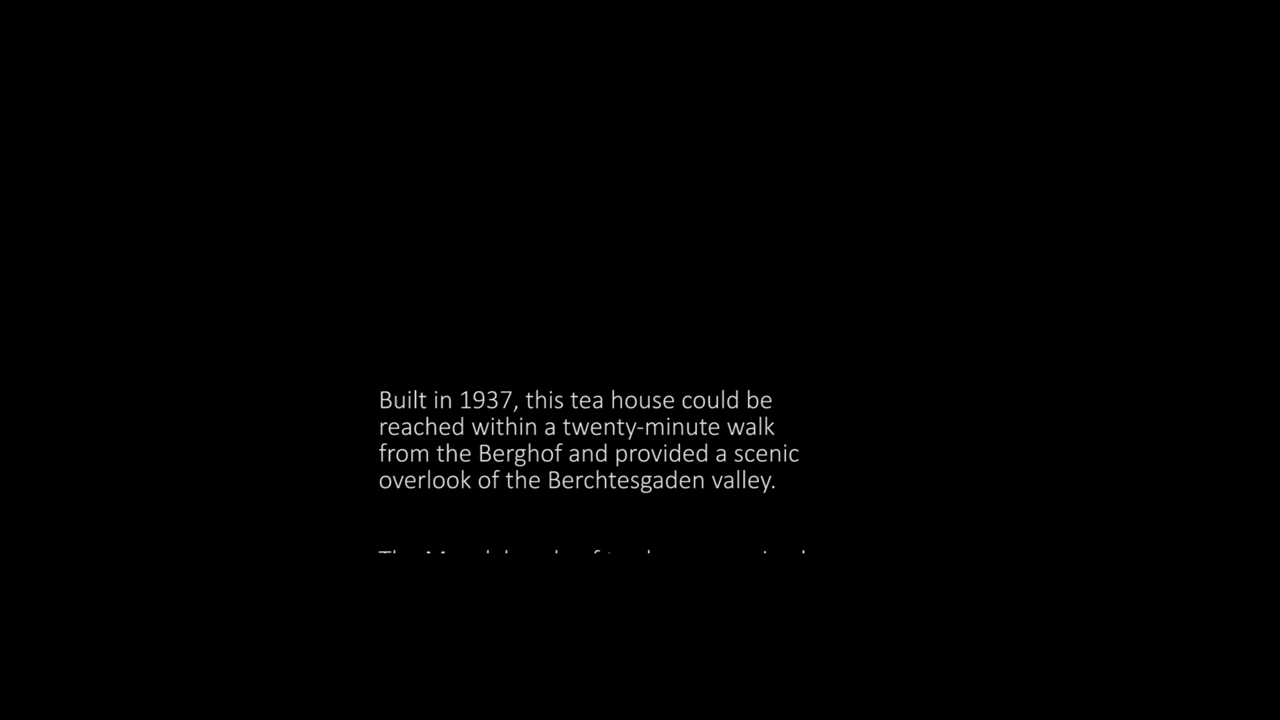 Built in 1937, this tea house could be
reached within a twenty-minute walk
from the Berghof and provided a scenic
overlook of the Berchtesgaden valley.
The